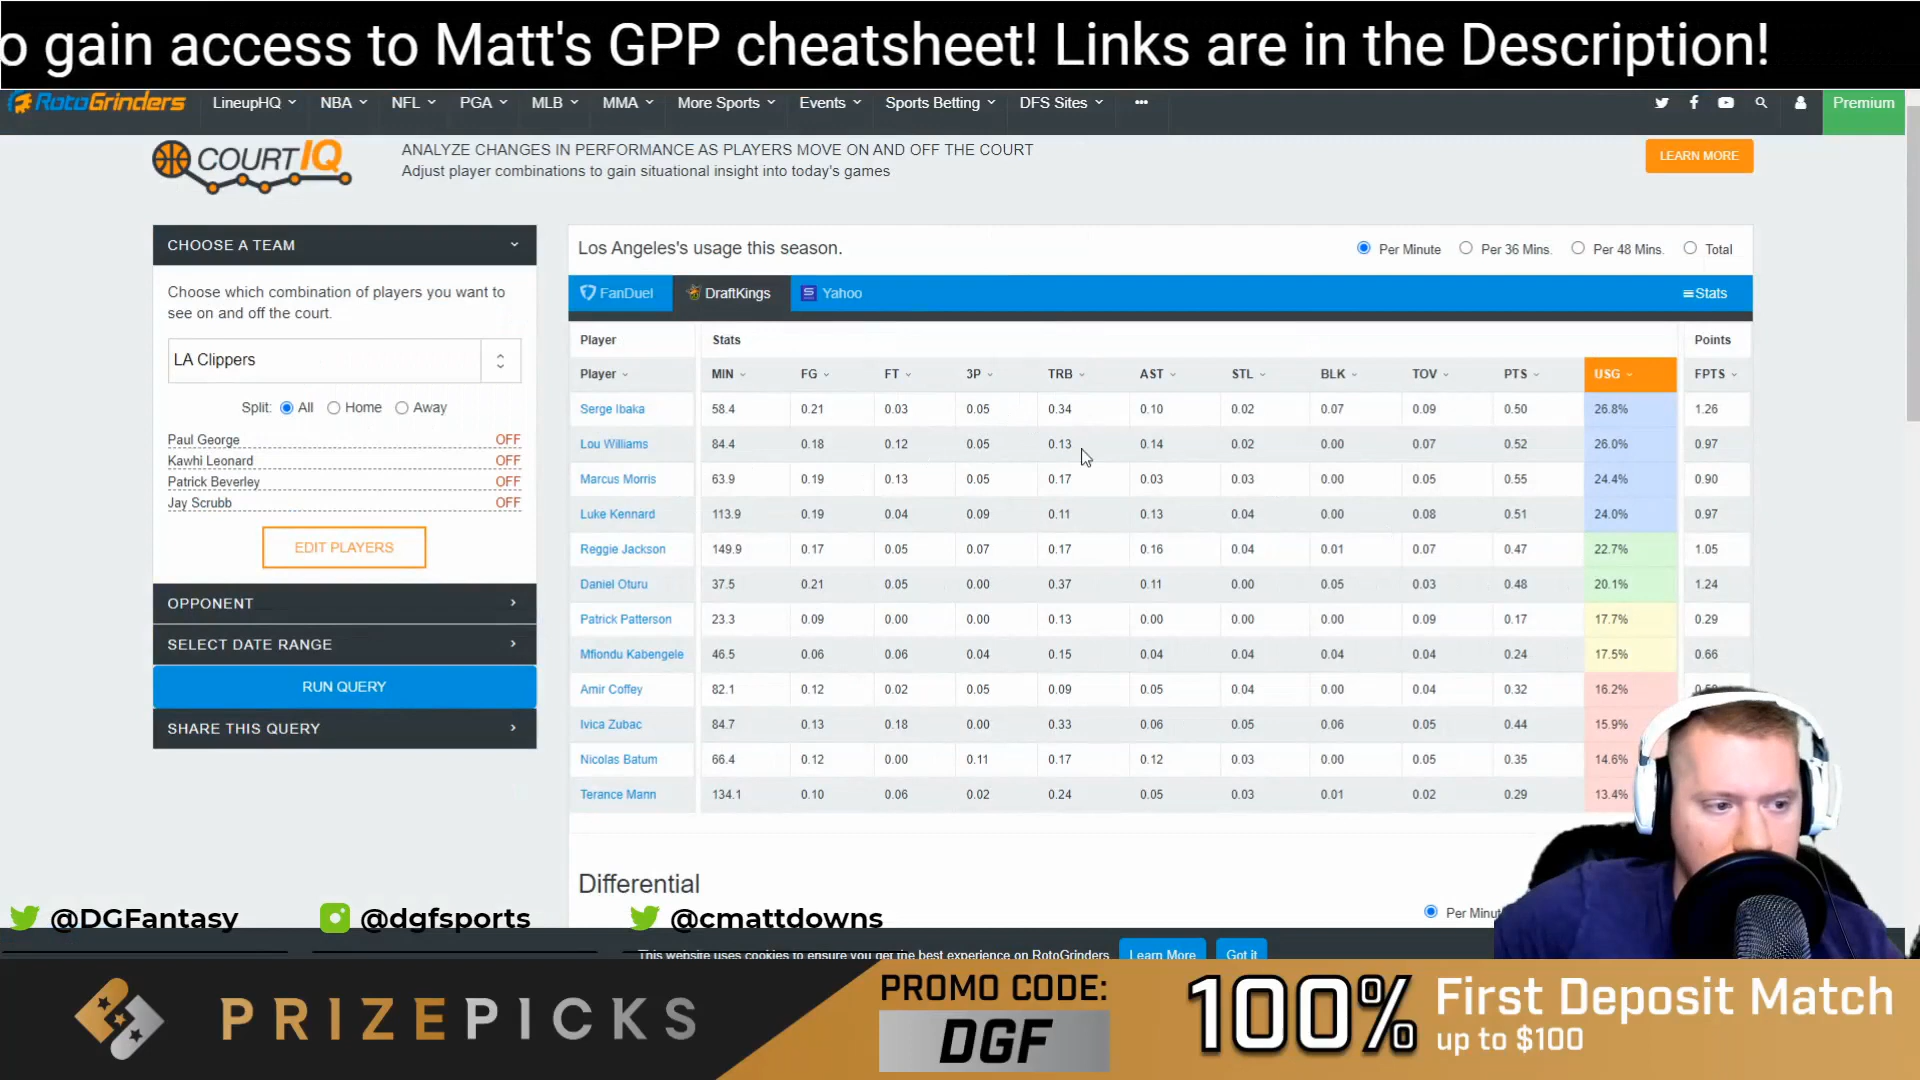 o gain access to Matt's GPP cheatsheet! Links are in the Description!
RotoGrinders LineupHQ NBA NFL PGA MLB MMA More Sports Events Sports Betting DFS Sites ••• Premium
COURTIQ
ANALYZE CHANGES IN PERFORMANCE AS PLAYERS MOVE ON AND OFF THE COURT
Adjust player combinations to gain situational insight into today's games
LEARN MORE
CHOOSE A TEAM
Choose which combination of players you want to
see on and off the court.
LA Clippers
Split: All Home Away
Paul George OFF
Kawhi Leonard OFF
Patrick Beverley OFF
Jay Scrubb OFF
EDIT PLAYERS
OPPONENT
SELECT DATE RANGE
RUN QUERY
SHARE THIS QUERY
Los Angeles's usage this season.
Per Minute Per 36 Mins. Per 48 Mins. Total
FanDuel DraftKings Yahoo Stats
Player Stats Points
Player MIN FG FT 3P TRB AST STL BLK TOV PTS USG FPTS
Serge Ibaka 58.4 0.21 0.03 0.05 0.34 0.10 0.02 0.07 0.09 0.50 26.8% 1.26
Lou Williams 84.4 0.18 0.12 0.05 0.13 0.14 0.02 0.00 0.07 0.52 26.0% 0.97
Marcus Morris 63.9 0.19 0.13 0.05 0.17 0.03 0.03 0.00 0.05 0.55 24.4% 0.90
Luke Kennard 113.9 0.19 0.04 0.09 0.11 0.13 0.04 0.00 0.08 0.51 24.0% 0.97
Reggie Jackson 149.9 0.17 0.05 0.07 0.17 0.16 0.04 0.01 0.07 0.47 22.7% 1.05
Daniel Oturu 37.5 0.21 0.05 0.00 0.37 0.11 0.00 0.05 0.03 0.48 20.1% 1.24
Patrick Patterson 23.3 0.09 0.00 0.00 0.13 0.00 0.00 0.00 0.09 0.17 17.7% 0.29
Mfiondu Kabengele 46.5 0.06 0.06 0.04 0.15 0.04 0.04 0.04 0.04 0.24 17.5% 0.66
Amir Coffey 82.1 0.12 0.02 0.05 0.09 0.05 0.04 0.00 0.04 0.32 16.2%
Ivica Zubac 84.7 0.13 0.18 0.00 0.33 0.06 0.05 0.06 0.05 0.44 15.9%
Nicolas Batum 66.4 0.12 0.00 0.11 0.17 0.12 0.03 0.00 0.05 0.35 14.6%
Terance Mann 134.1 0.10 0.06 0.02 0.24 0.05 0.03 0.01 0.02 0.29 13.4%
Differential
Per Minut
@DGFantasy @dgfsports @cmattdowns
This website uses cookies to ensure you get the best experience on RotoGrinders Learn More Got it
PRIZEPICKS
PROMO CODE:
DGF
100% First Deposit Match
up to $100